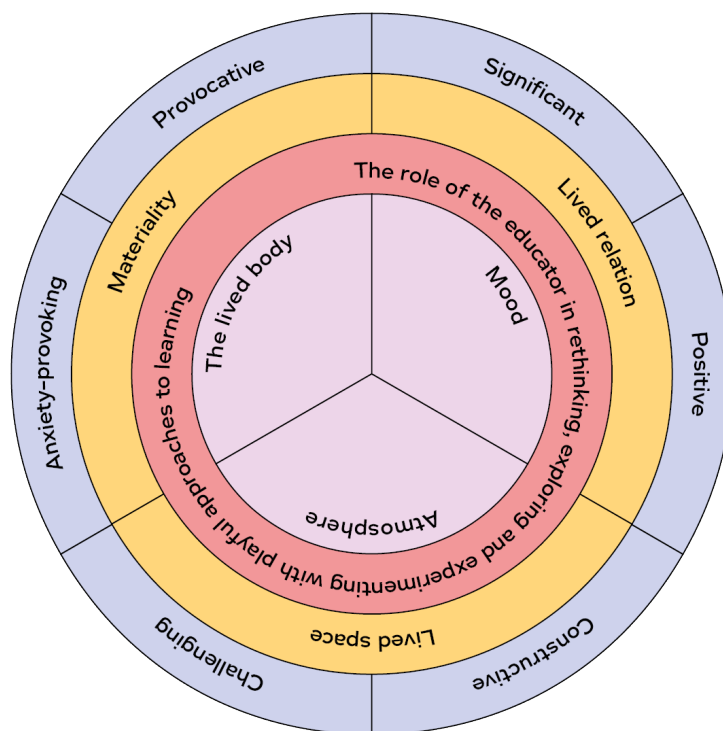 Provocative
Significant
Positive
Constructive
Challenging
Anxiety-provoking
Materiality
Lived relation
Lived space
The role of the educator in rethinking, exploring and experimenting with playful approaches to learning
The lived body
Mood
Atmosphere